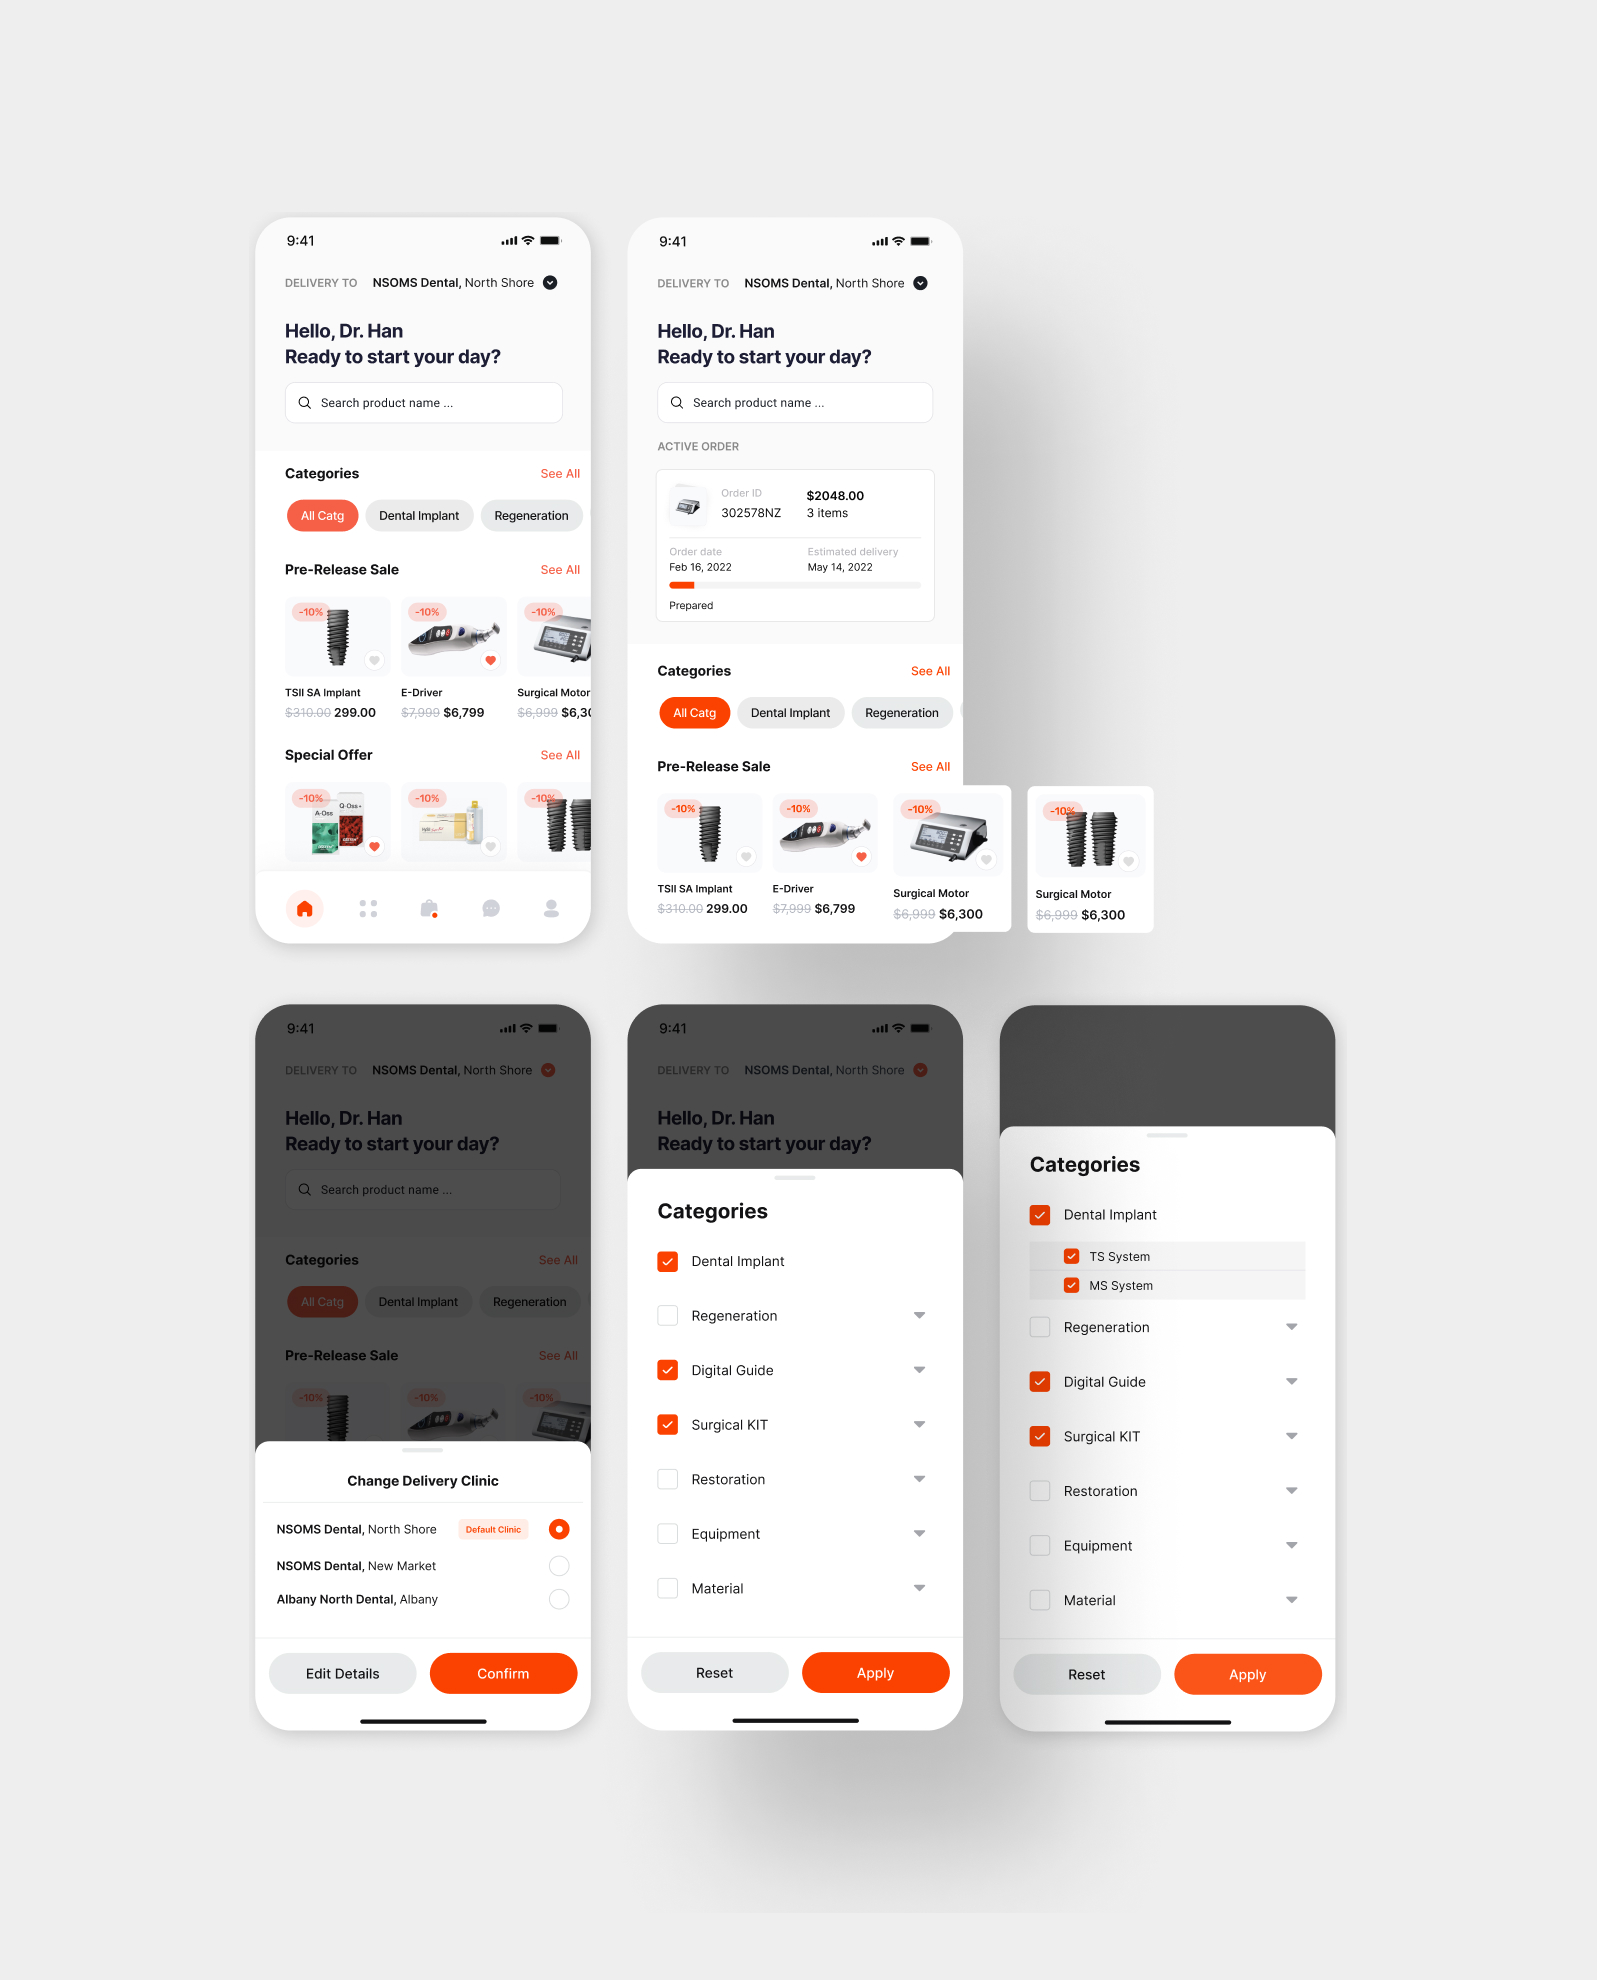 9:41
DELIVERY TO NSOMS Dental, North Shore
Hello, Dr. Han
Ready to start your day?
Search product name ...
Categories See All
All Catg Dental Implant Regeneration
Pre-Release Sale See All
-10% -10% -10%
TSII SA Implant E-Driver Surgical Motor
$310.00 299.00 $7,999 $6,799 $6,999 $6,30
Special Offer See All
-10% -10% -10%
A-Oss Q-Oss+
9:41
DELIVERY TO NSOMS Dental, North Shore
Hello, Dr. Han
Ready to start your day?
Search product name ...
ACTIVE ORDER
Order ID $2048.00
302578NZ 3 items
Order date Estimated delivery
Feb 16, 2022 May 14, 2022
Prepared
Categories See All
All Catg Dental Implant Regeneration
Pre-Release Sale See All
-10% -10% -10% -10%
TSII SA Implant E-Driver Surgical Motor Surgical Motor
$310.00 299.00 $7,999 $6,799 $6,999 $6,300 $6,999 $6,300
9:41
DELIVERY TO NSOMS Dental, North Shore
Hello, Dr. Han
Ready to start your day?
Search product name ...
Categories See All
All Catg Dental Implant Regeneration
Pre-Release Sale See All
-10% -10% -10%
Change Delivery Clinic
NSOMS Dental, North Shore Default Clinic
NSOMS Dental, New Market
Albany North Dental, Albany
Edit Details Confirm
9:41
DELIVERY TO NSOMS Dental, North Shore
Hello, Dr. Han
Ready to start your day?
Categories
Dental Implant
Regeneration
Digital Guide
Surgical KIT
Restoration
Equipment
Material
Reset Apply
Categories
Dental Implant
TS System
MS System
Regeneration
Digital Guide
Surgical KIT
Restoration
Equipment
Material
Reset Apply